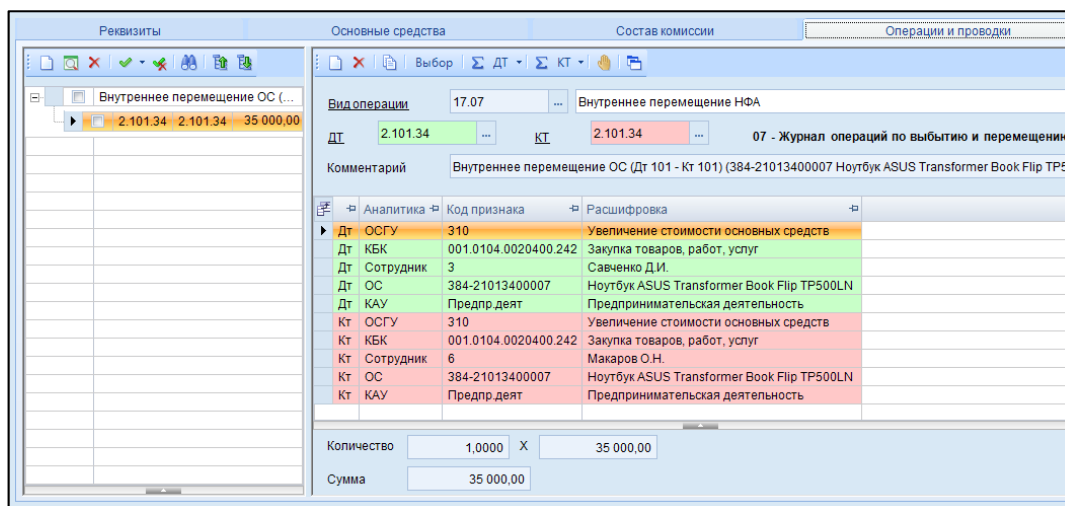 Реквизиты Основные средства Состав комиссии Операции и проводки
Выбор Σ ДТ Σ КТ
Внутреннее перемещение ОС (...
2.101.34 2.101.34 35 000,00
Вид операции 17.07 ... Внутреннее перемещение НФА
ДТ 2.101.34 ... КТ 2.101.34 ... 07 - Журнал операций по выбытию и перемещению
Комментарий Внутреннее перемещение ОС (Дт 101 - Кт 101) (384-21013400007 Ноутбук ASUS Transformer Book Flip TP5
Аналитика Код признака Расшифровка
Дт ОСГУ 310 Увеличение стоимости основных средств
Дт КБК 001.0104.0020400.242 Закупка товаров, работ, услуг
Дт Сотрудник 3 Савченко Д.И.
Дт ОС 384-21013400007 Ноутбук ASUS Transformer Book Flip TP500LN
Дт КАУ Предпр.деят Предпринимательская деятельность
Кт ОСГУ 310 Увеличение стоимости основных средств
Кт КБК 001.0104.0020400.242 Закупка товаров, работ, услуг
Кт Сотрудник 6 Макаров О.Н.
Кт ОС 384-21013400007 Ноутбук ASUS Transformer Book Flip TP500LN
Кт КАУ Предпр.деят Предпринимательская деятельность
Количество 1,0000 X 35 000,00
Сумма 35 000,00